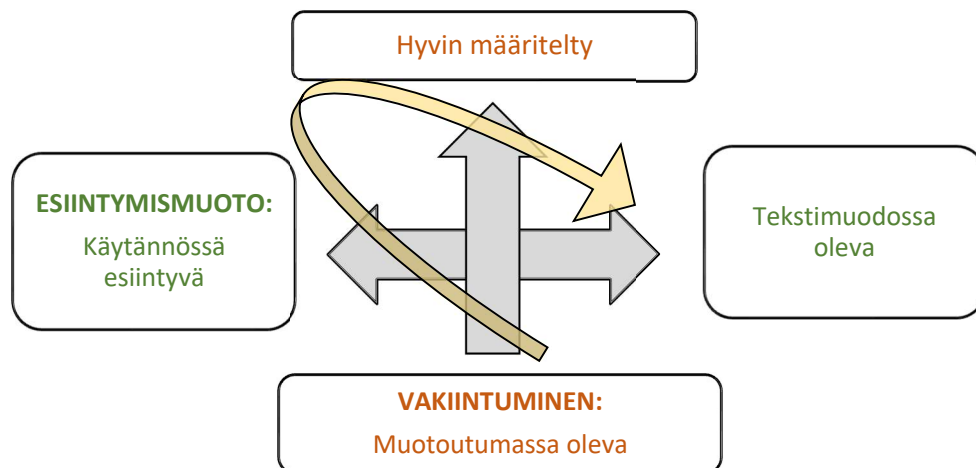 Hyvin määritelty
ESIINTYMISMUOTO:
Käytännössä
esiintyvä
Tekstimuodossa
oleva
VAKIINTUMINEN:
Muotoutumassa oleva